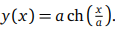 y(x) = a ch(x/a).